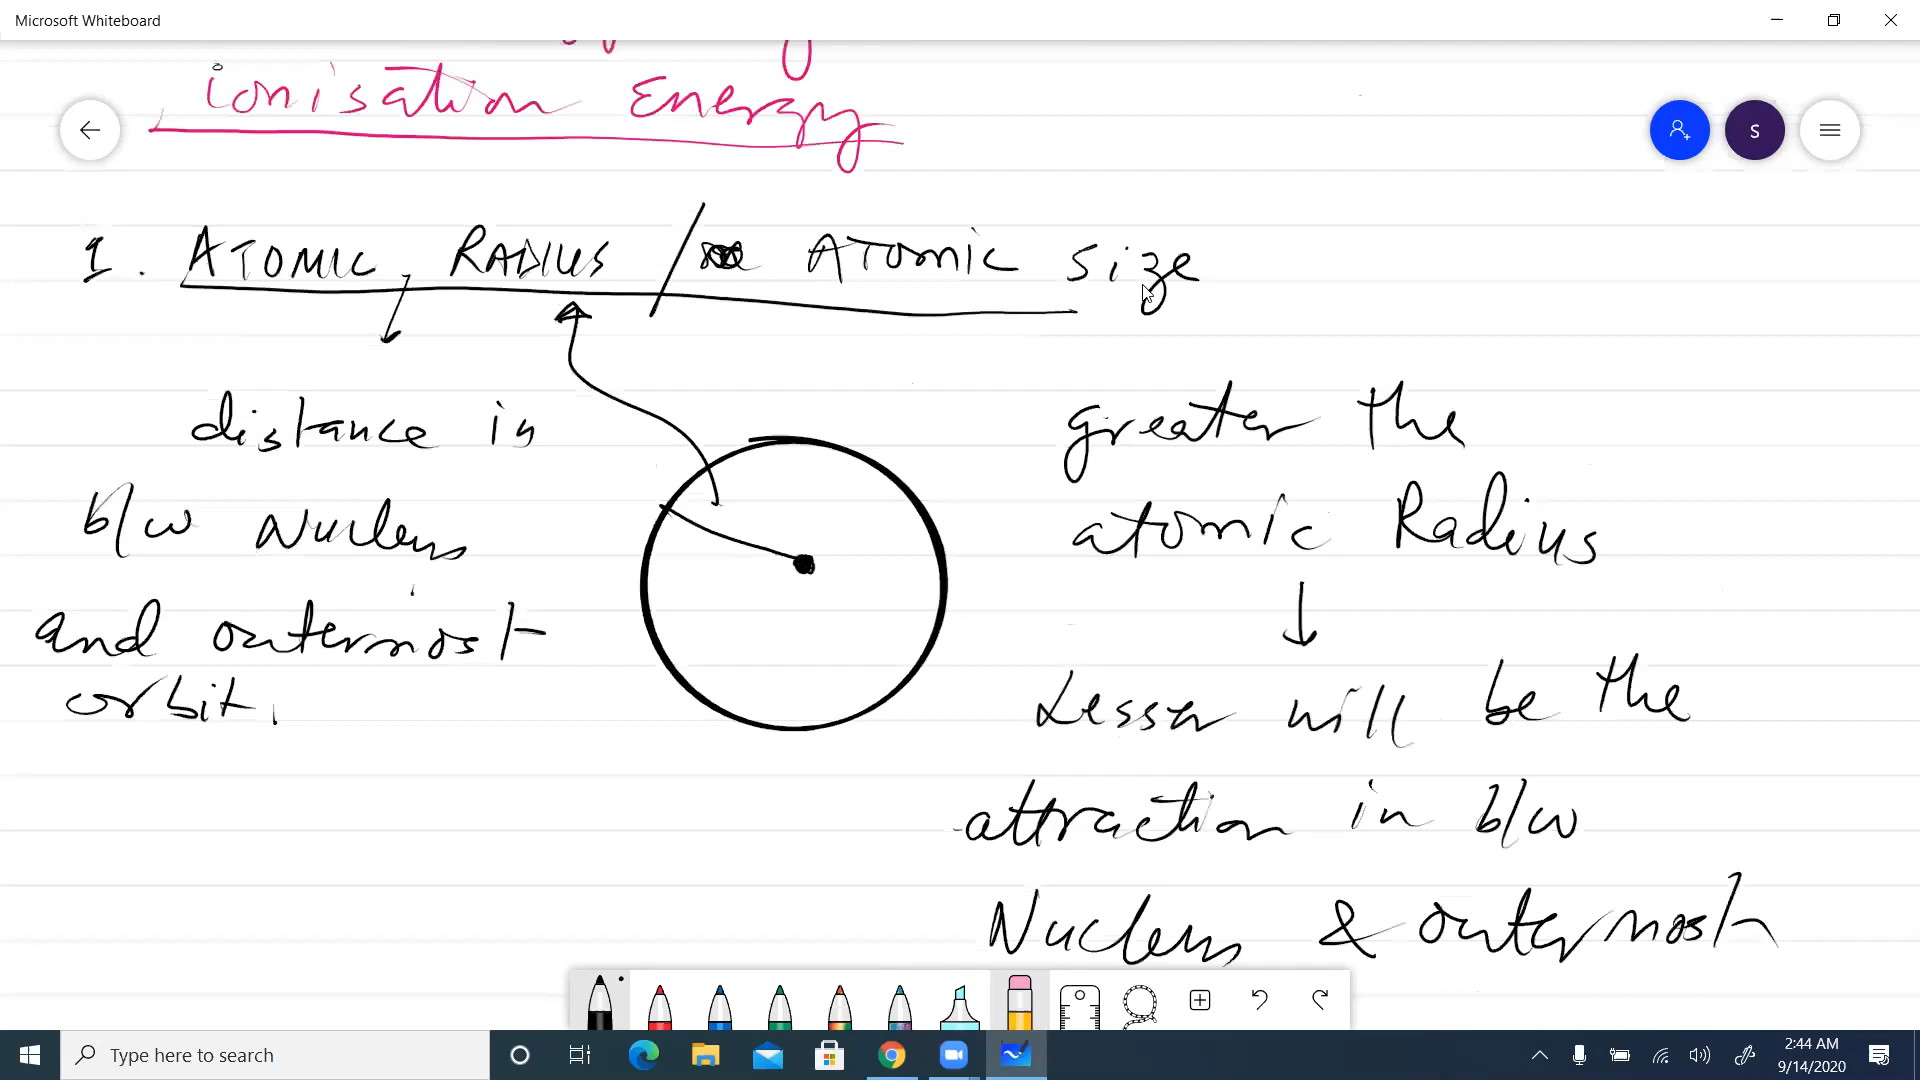 Microsoft Whiteboard
ionisation Energy
S
1. ATOMIC RADIUS / ATOMIC size
distance in
b/w Nucleus
and outermost
orbit.
greater the
atomic Radius
Lesser will be the
attraction in b/w
Nucleus & outermost
Type here to search
2:44 AM
9/14/2020